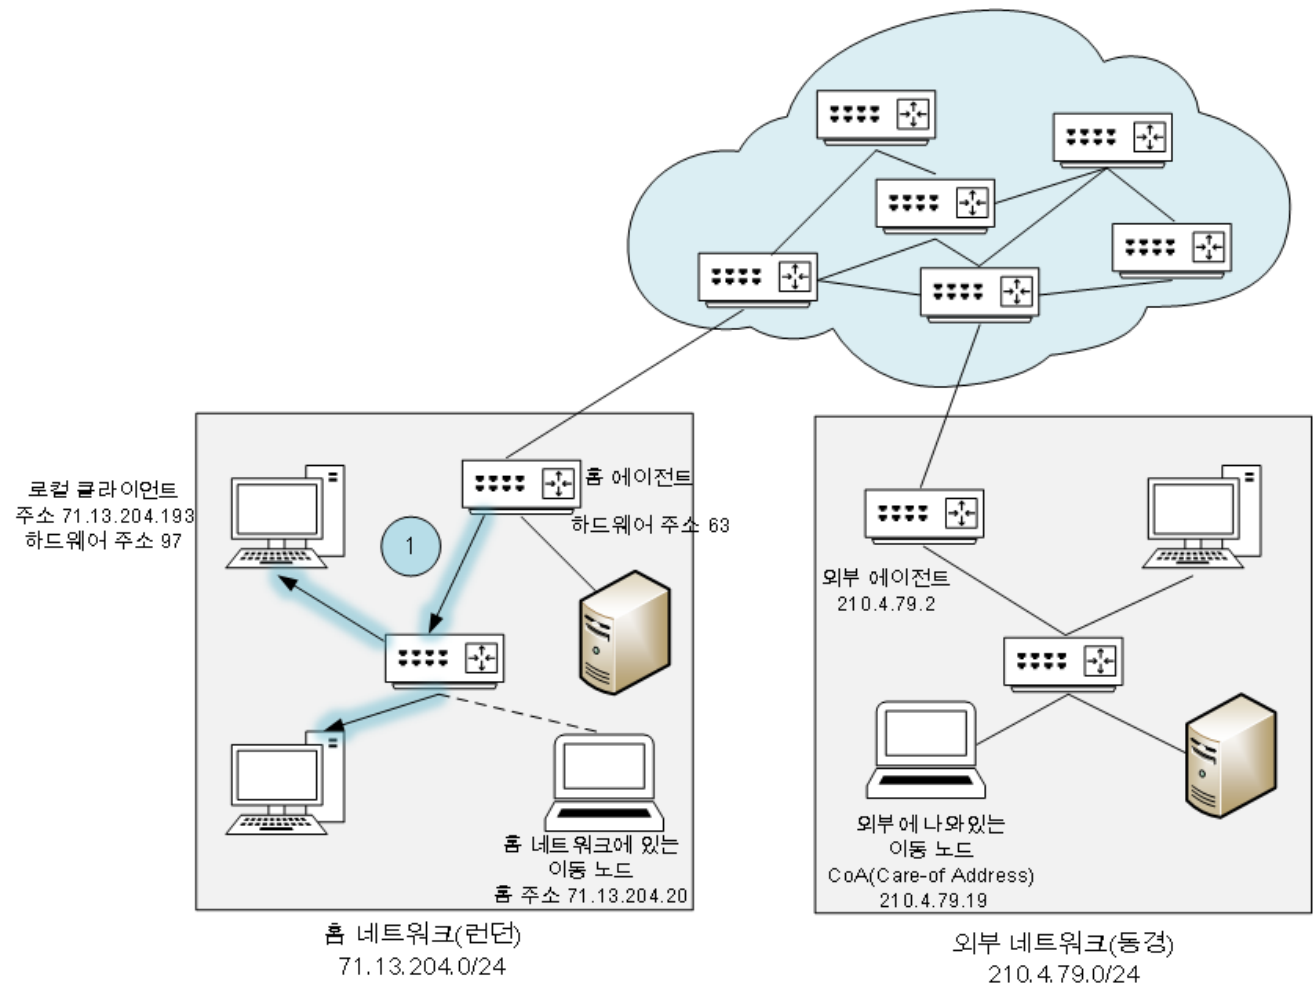 로컬 클라이언트
주소 71.13.204.193
하드웨어 주소 97
1
홈 에이전트
하드웨어 주소 63
홈 네트워크에 있는
이동 노드
홈 주소 71.13.204.20
홈 네트워크(런던)
71.13.204.0/24
외부 에이전트
210.4.79.2
외부에 나와있는
이동 노드
CoA(Care-of Address)
210.4.79.19
외부 네트워크(동경)
210.4.79.0/24